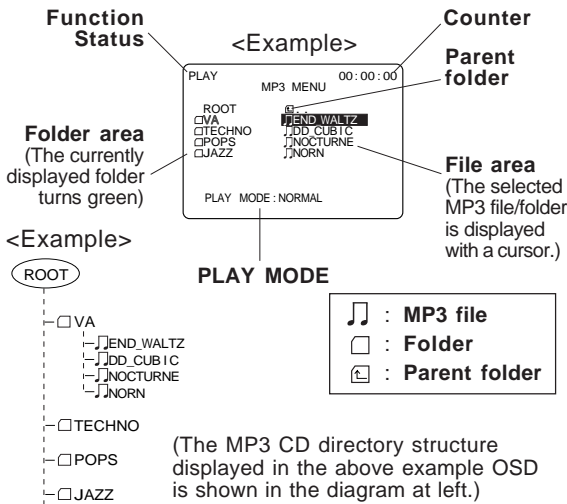 Function
Status
<Example>
Counter
Parent
folder
PLAY
00:00:00
MP3 MENU
ROOT
VA
TECHNO
POPS
JAZZ
..
END_WALTZ
DD_CUBIC
NOCTURNE
NORN
PLAY MODE : NORMAL
Folder area
(The currently
displayed folder
turns green)
File area
(The selected
MP3 file/folder
is displayed
with a cursor.)
PLAY MODE
<Example>
ROOT
VA
END_WALTZ
DD_CUBIC
NOCTURNE
NORN
TECHNO
POPS
JAZZ
: MP3 file
: Folder
: Parent folder
(The MP3 CD directory structure
displayed in the above example OSD
is shown in the diagram at left.)